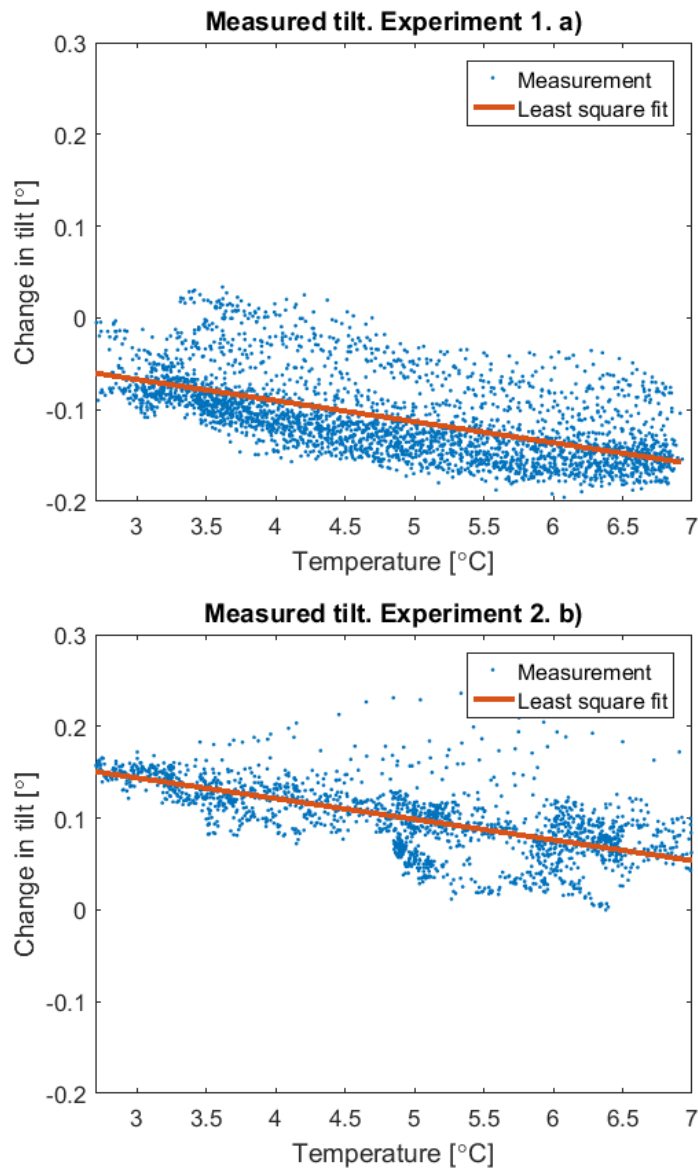 Measured tilt. Experiment 1. a)
0.3
0.2
0.1
0
-0.1
-0.2
Change in tilt [°]
Measurement
Least square fit
3 3.5 4 4.5 5 5.5 6 6.5 7
Temperature [°C]
Measured tilt. Experiment 2. b)
0.3
0.2
0.1
0
-0.1
-0.2
Change in tilt [°]
Measurement
Least square fit
3 3.5 4 4.5 5 5.5 6 6.5 7
Temperature [°C]